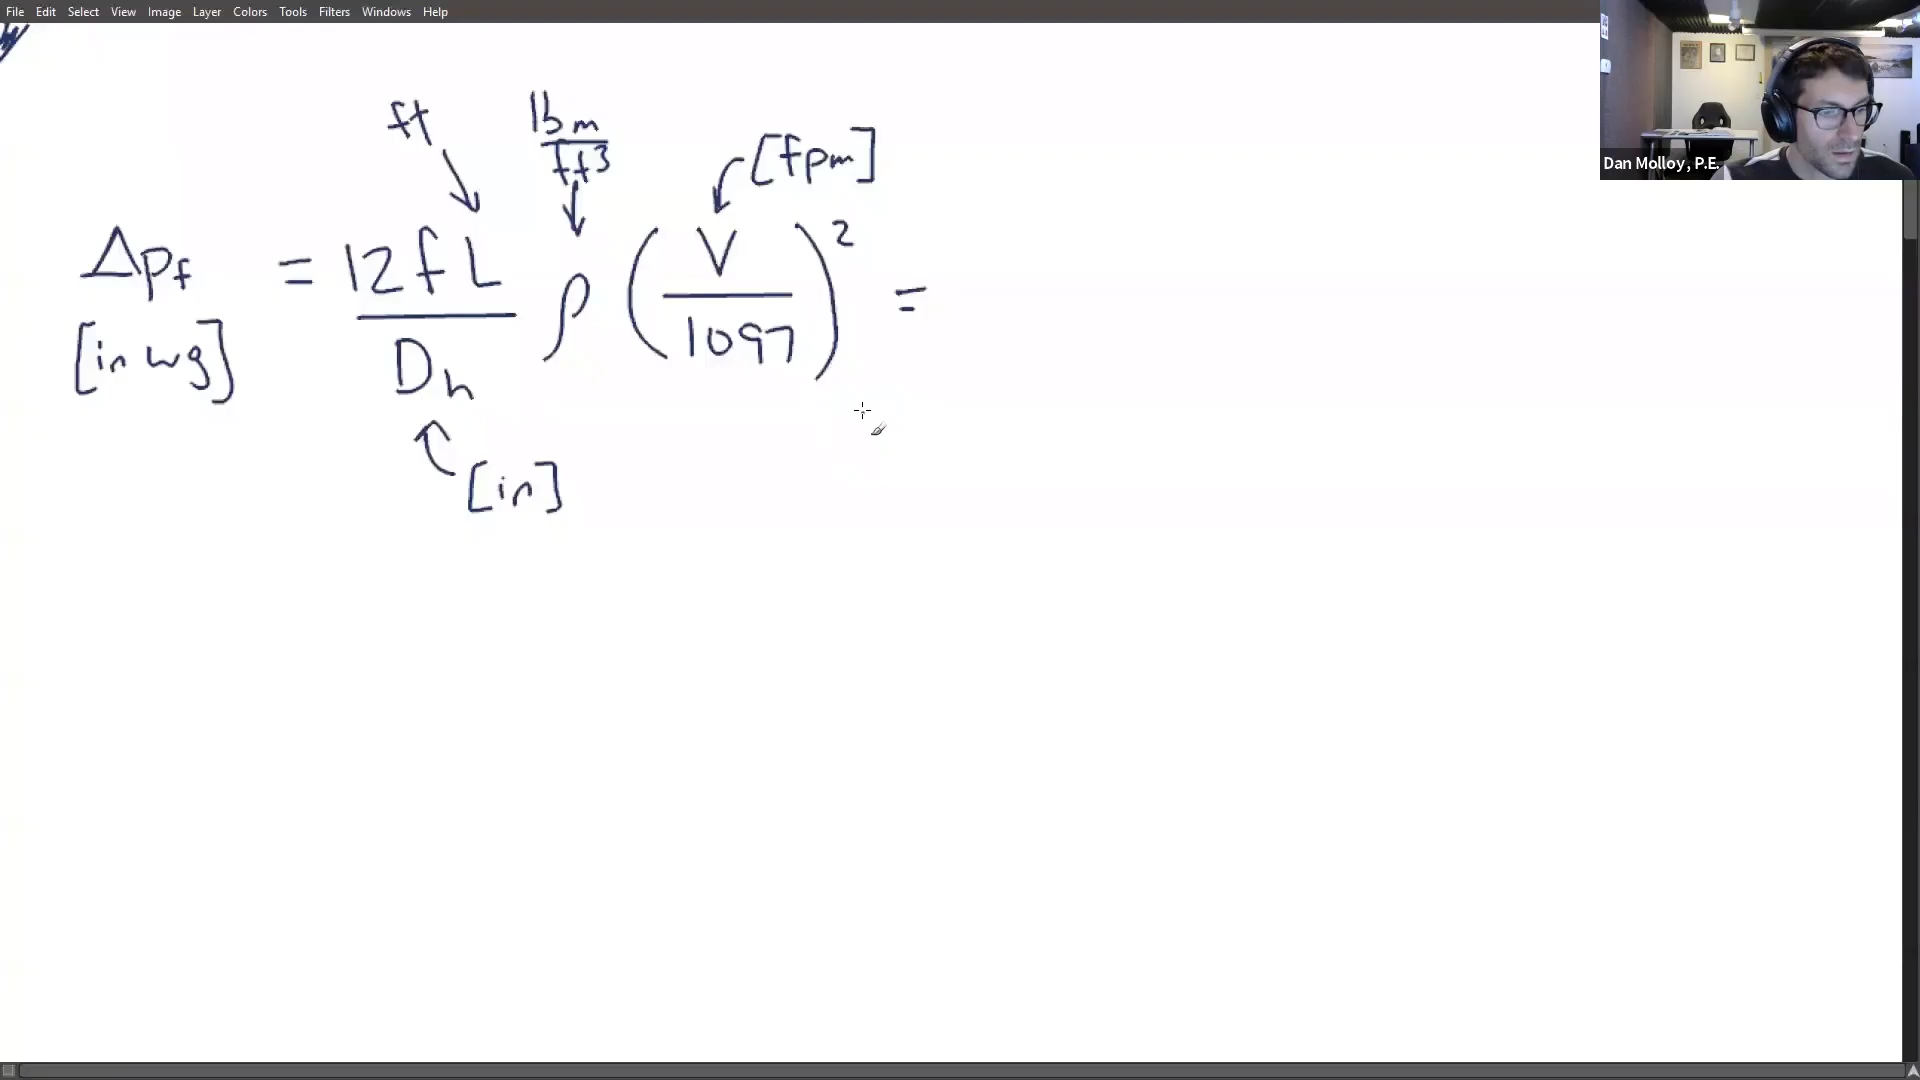 File Edit Select View Image Layer Colors Tools Filters Windows Help
Dan Molloy, P.E.
ft
lbm
ft3
[fpm]
Δpf = 12fL ρ ( V ) 2 =
[in wg]
Dh
1097
[in]